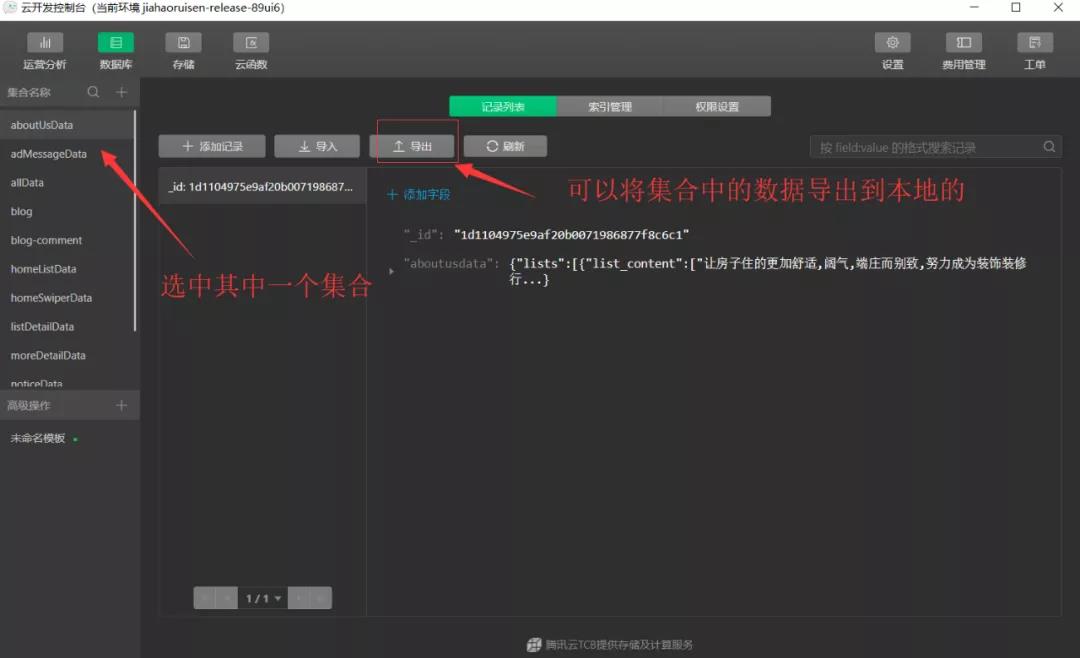 云开发控制台（当前环境 jiahaoruisen-release-89ui6）
运营分析
数据库
存储
云函数
设置
费用管理
工单
集合名称
记录列表
索引管理
权限设置
aboutUsData
adMessageData
allData
blog
blog-comment
homeListData
homeSwiperData
listDetailData
moreDetailData
noticeData
高级操作
未命名模板
添加记录
导入
导出
刷新
按 field:value 的格式搜索记录
_id: 1d1104975e9af20b007198687...
添加字段
可以将集合中的数据导出到本地的
"_id": "1d1104975e9af20b0071986877f8c6c1"
"aboutusdata": {"lists":[{"list_content":["让房子住的更加舒适,阔气,端庄而别致,努力成为装饰装修
行...}
选中其中一个集合
1 / 1
腾讯云TCB提供存储及计算服务